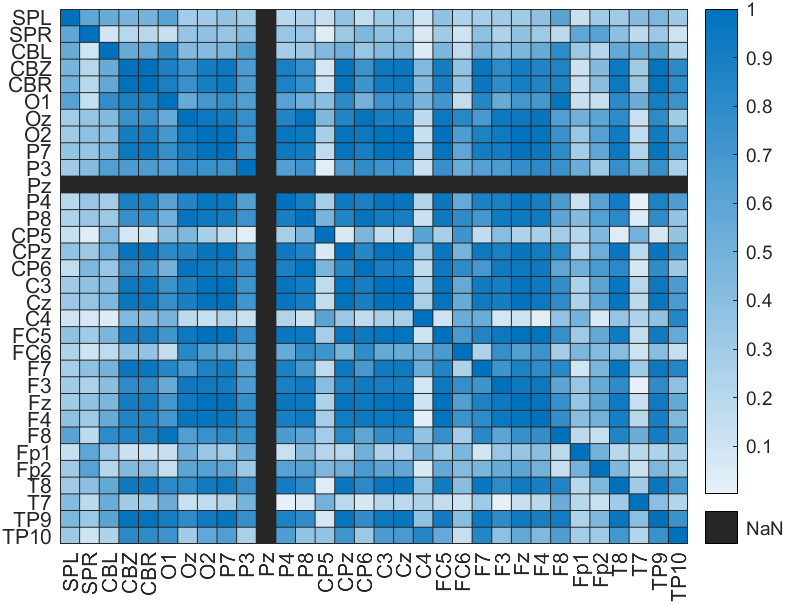 SPL
SPR
CBL
CBZ
CBR
O1
Oz
O2
P7
P3
Pz
P4
P8
CP5
CPz
CP6
C3
Cz
C4
FC5
FC6
F7
F3
Fz
F4
F8
Fp1
Fp2
T8
T7
TP9
TP10
SPL SPR CBL CBZ CBR O1 Oz O2 P7 P3 Pz P4 P8 CP5 CPz CP6 C3 Cz C4 FC5 FC6 F7 F3 Fz F4 F8 Fp1 Fp2 T8 T7 TP9 TP10
1
0.9
0.8
0.7
0.6
0.5
0.4
0.3
0.2
0.1
NaN